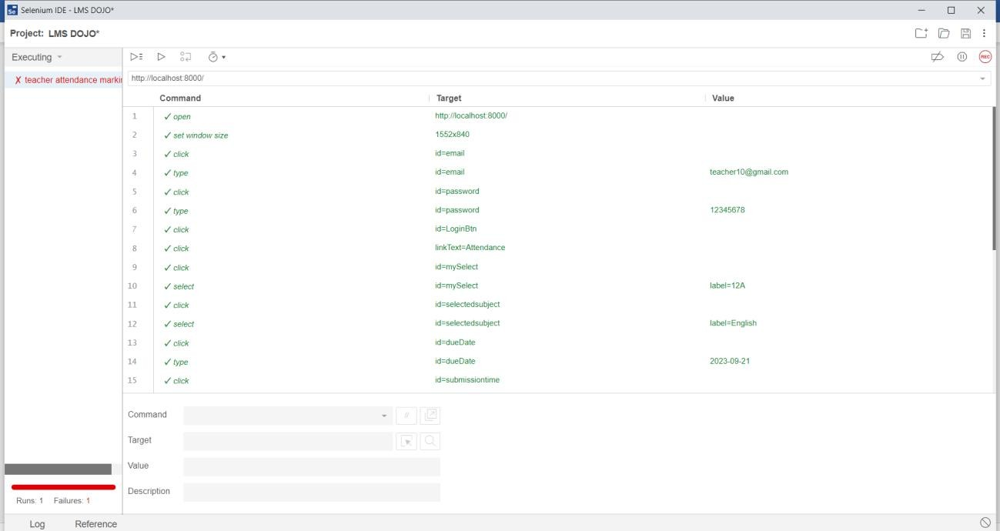 Selenium IDE - LMS DOJO*
Project: LMS DOJO*
Executing
REC
✗ teacher attendance markin
http://localhost:8000/
Command Target Value
1 ✓ open http://localhost:8000/
2 ✓ set window size 1552x840
3 ✓ click id=email
4 ✓ type id=email teacher10@gmail.com
5 ✓ click id=password
6 ✓ type id=password 12345678
7 ✓ click id=LoginBtn
8 ✓ click linkText=Attendance
9 ✓ click id=mySelect
10 ✓ select id=mySelect label=12A
11 ✓ click id=selectedsubject
12 ✓ select id=selectedsubject label=English
13 ✓ click id=dueDate
14 ✓ type id=dueDate 2023-09-21
15 ✓ click id=submissiontime
Command //
Target
Value
Description
Runs: 1 Failures: 1
Log Reference